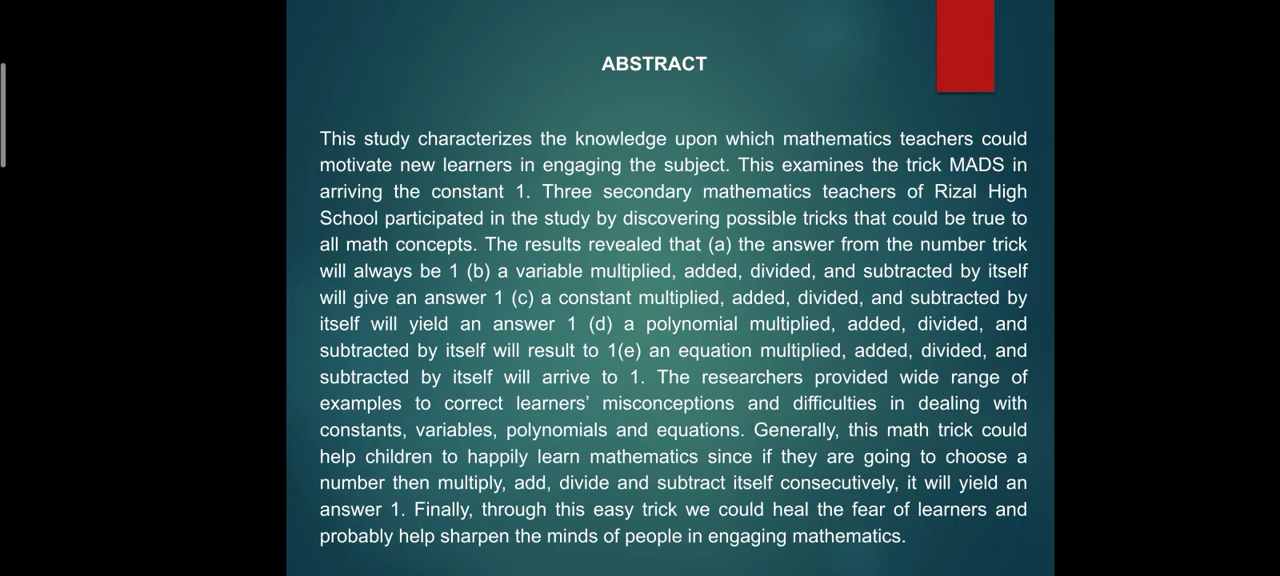 ABSTRACT
This study characterizes the knowledge upon which mathematics teachers could
motivate new learners in engaging the subject. This examines the trick MADS in
arriving the constant 1. Three secondary mathematics teachers of Rizal High
School participated in the study by discovering possible tricks that could be true to
all math concepts. The results revealed that (a) the answer from the number trick
will always be 1 (b) a variable multiplied, added, divided, and subtracted by itself
will give an answer 1 (c) a constant multiplied, added, divided, and subtracted by
itself will yield an answer 1 (d) a polynomial multiplied, added, divided, and
subtracted by itself will result to 1(e) an equation multiplied, added, divided, and
subtracted by itself will arrive to 1. The researchers provided wide range of
examples to correct learners’ misconceptions and difficulties in dealing with
constants, variables, polynomials and equations. Generally, this math trick could
help children to happily learn mathematics since if they are going to choose a
number then multiply, add, divide and subtract itself consecutively, it will yield an
answer 1. Finally, through this easy trick we could heal the fear of learners and
probably help sharpen the minds of people in engaging mathematics.